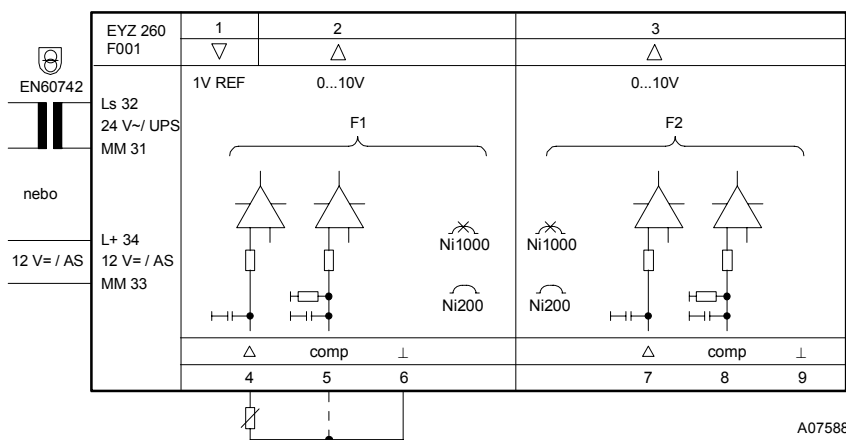 EYZ 260
F001
1
2
3
EN60742
1V REF
0...10V
0...10V
Ls 32
24 V~/ UPS
MM 31
F1
F2
nebo
L+ 34
12 V= / AS
12 V= / AS
MM 33
Ni1000
Ni1000
Ni200
Ni200
comp
comp
4
5
6
7
8
9
A07588